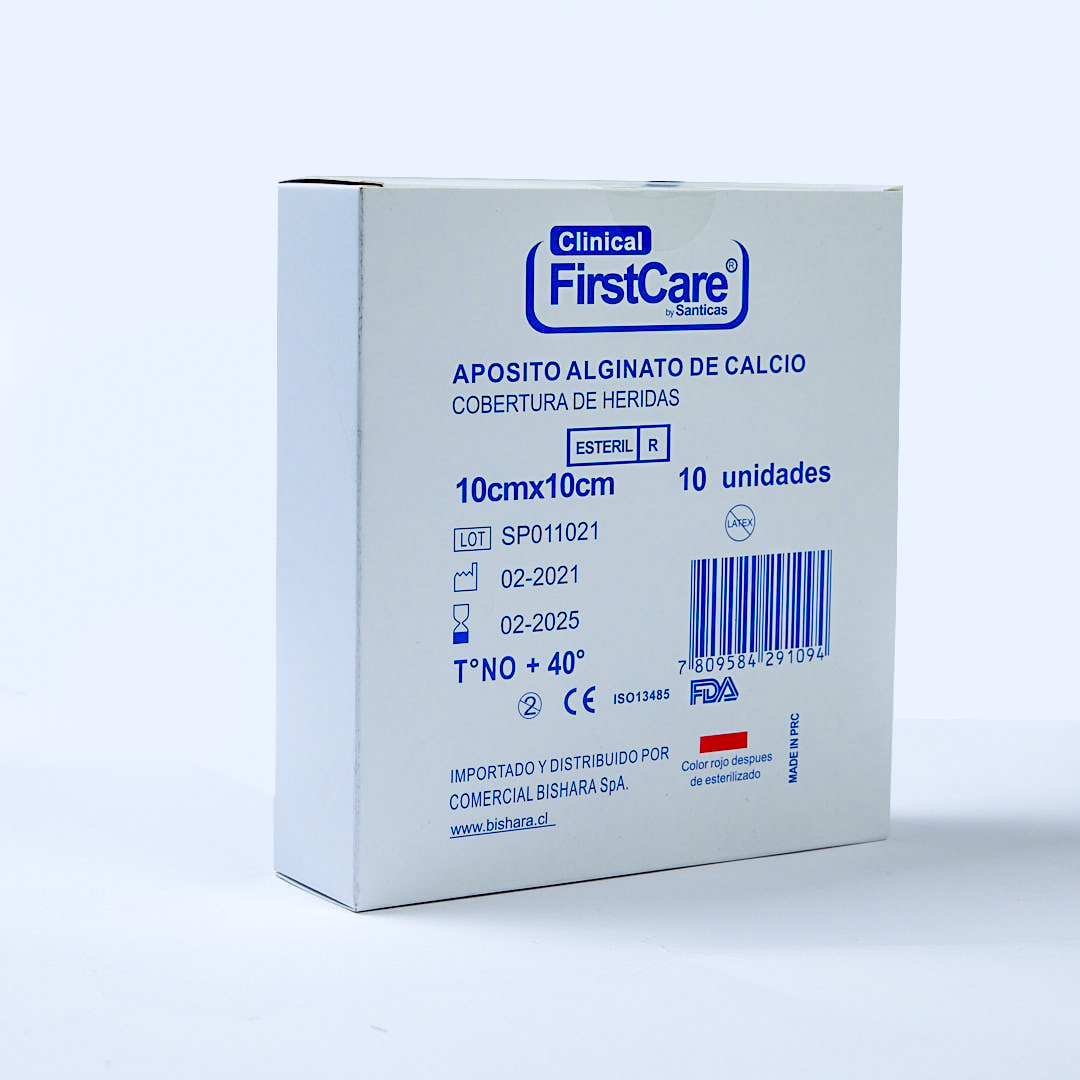 Clinical
FirstCare®
by Santicas
APOSITO ALGINATO DE CALCIO
COBERTURA DE HERIDAS
ESTERIL R
10cmx10cm 10 unidades
LATEX
LOT SP011021
02-2021
02-2025
T°NO + 40°
7 809584 291094
2 CE ISO13485 FDA
MADE IN PRC
Color rojo despues
de esterilizado
IMPORTADO Y DISTRIBUIDO POR
COMERCIAL BISHARA SpA.
www.bishara.cl